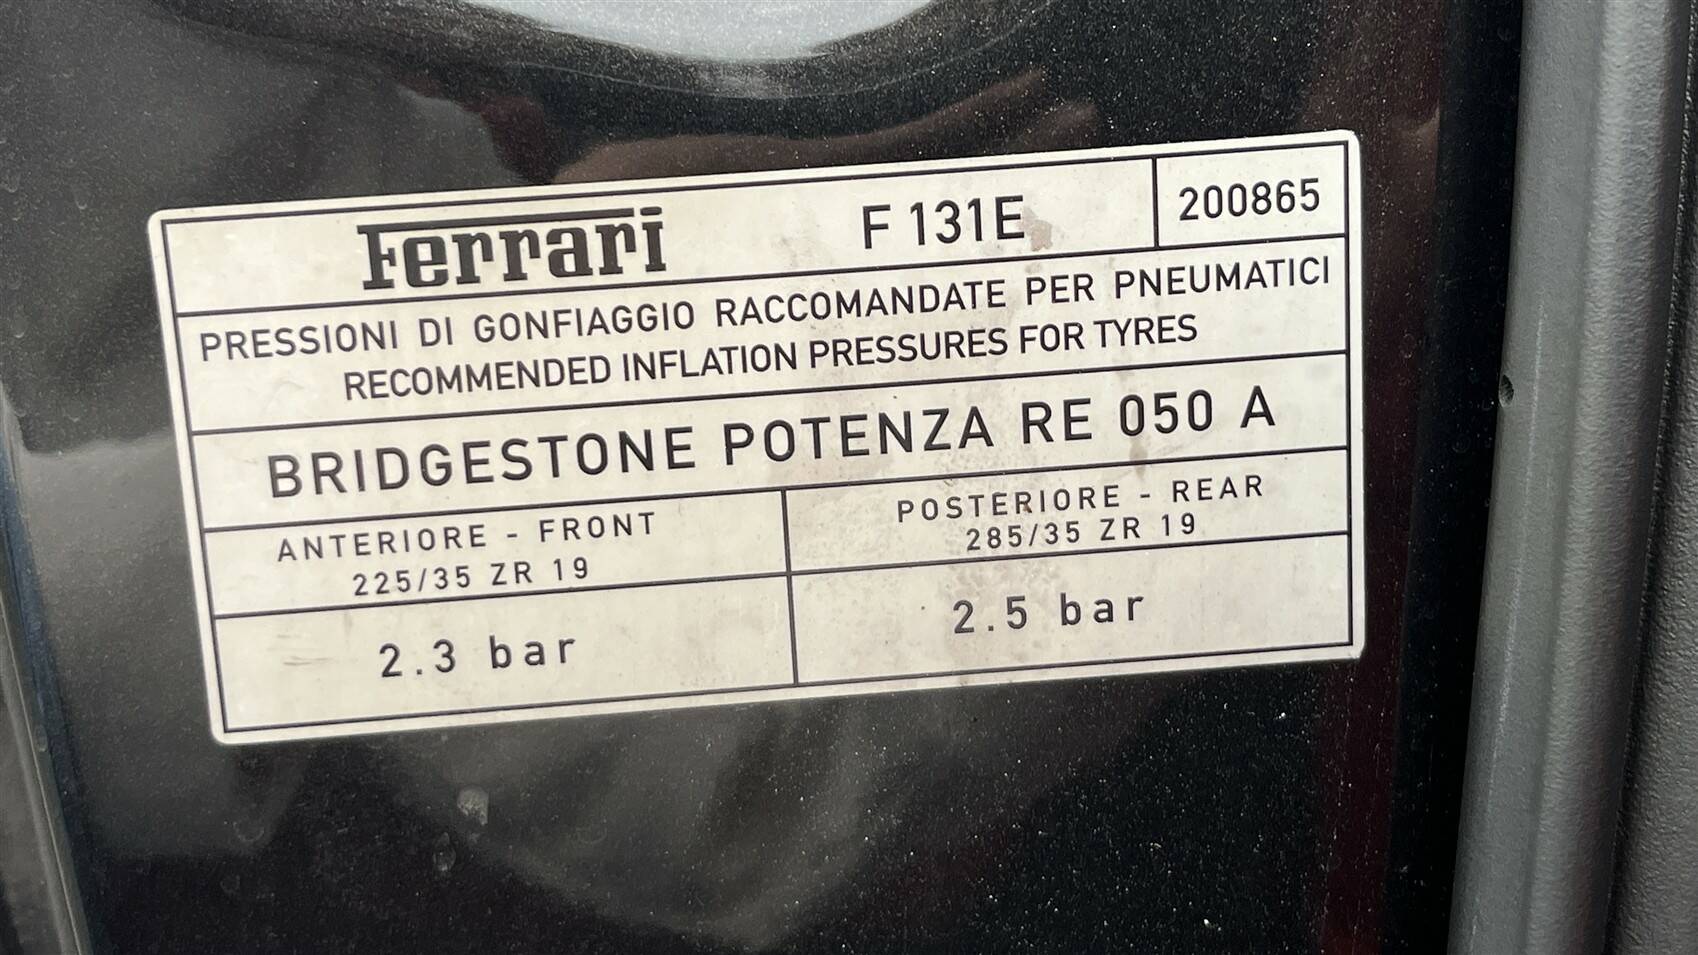 Ferrari F 131E 200865
PRESSIONI DI GONFIAGGIO RACCOMANDATE PER PNEUMATICI
RECOMMENDED INFLATION PRESSURES FOR TYRES
BRIDGESTONE POTENZA RE 050 A
ANTERIORE - FRONT
225/35 ZR 19
POSTERIORE - REAR
285/35 ZR 19
2.3 bar
2.5 bar